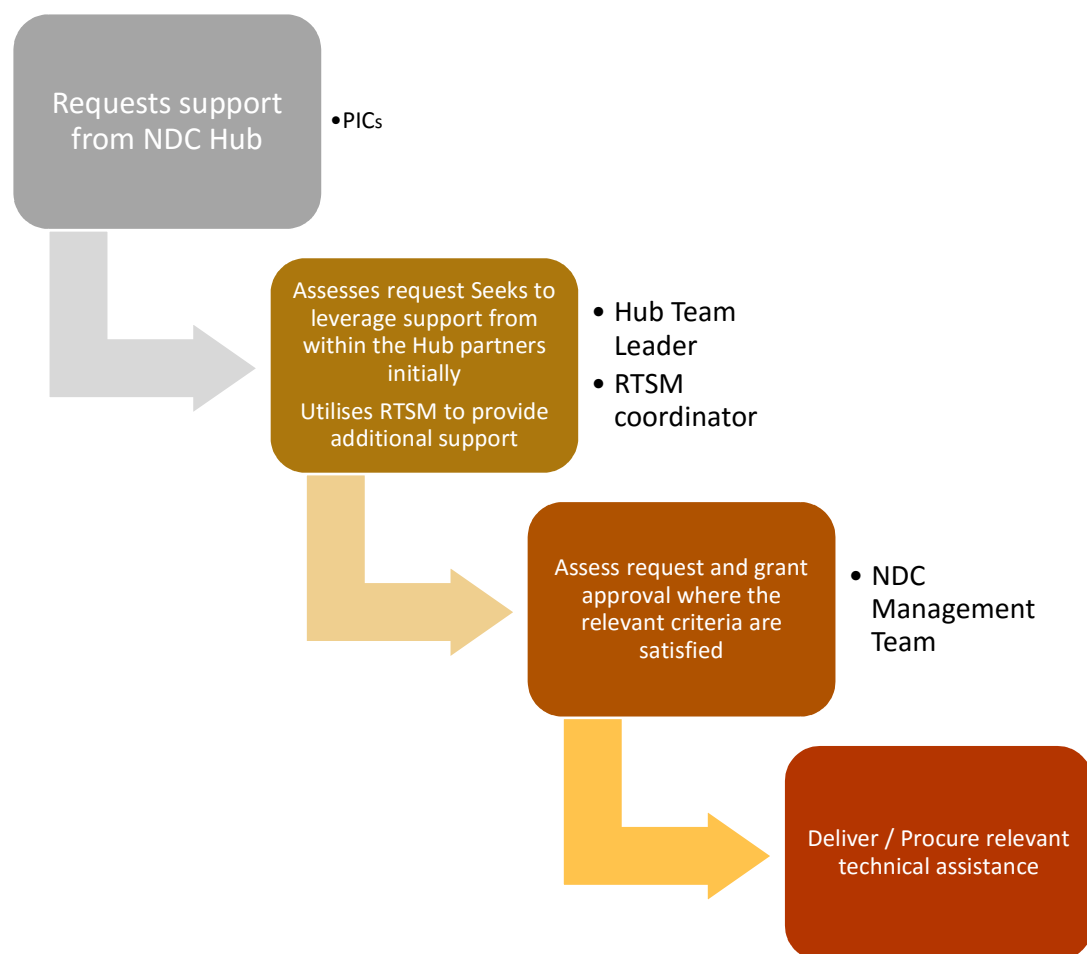 Requests support
from NDC Hub
•PICs
Assesses request Seeks to
leverage support from
within the Hub partners
initially
Utilises RTSM to provide
additional support
• Hub Team
Leader
• RTSM
coordinator
Assess request and grant
approval where the
relevant criteria are
satisfied
• NDC
Management
Team
Deliver / Procure relevant
technical assistance